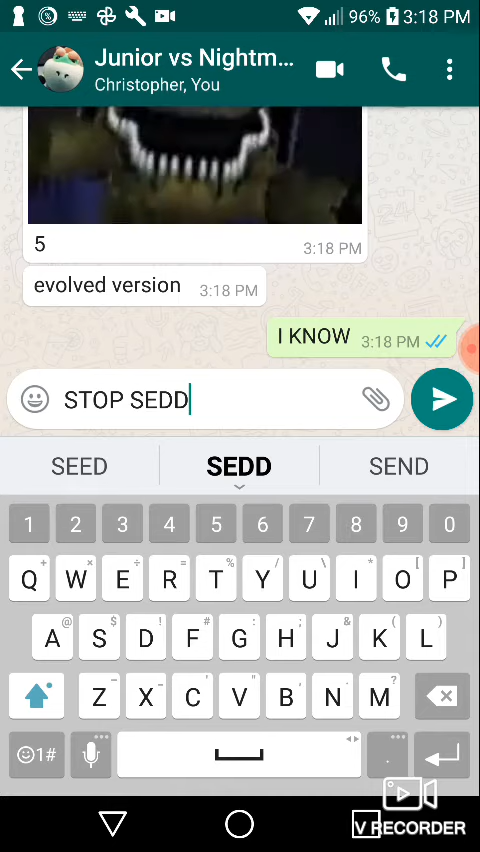 96% 3:18 PM
Junior vs Nightm...
Christopher, You
5
3:18 PM
evolved version 3:18 PM
I KNOW 3:18 PM
STOP SEDD
SEED SEDD SEND
1 2 3 4 5 6 7 8 9 0
+ × ÷ = % / \ * [ ]
Q W E R T Y U I O P
@ $ ! # : ; & ( )
A S D F G H J K L
- _ ' " , ?
Z X C V B N M
1# .
V RECORDER